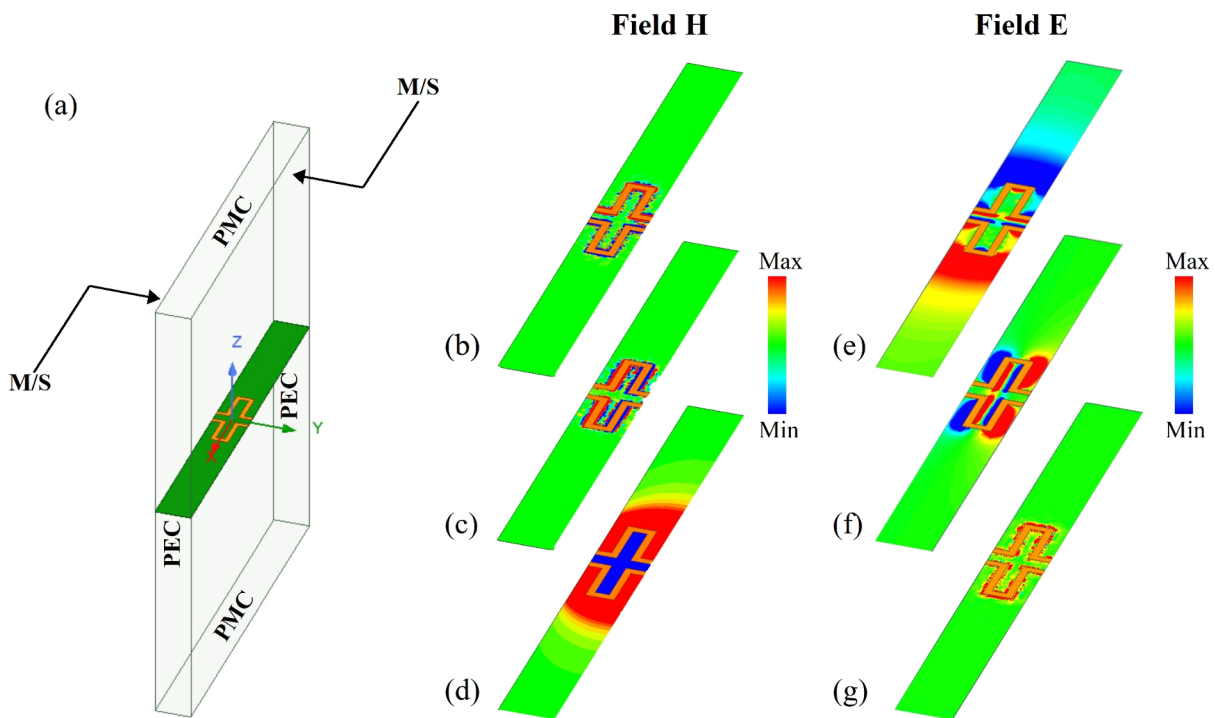 Field H
Field E
(a)
M/S
M/S
PMC
PEC
PEC
PMC
Z
Y
X
(b)
(c)
(d)
Max
Min
(e)
(f)
(g)
Max
Min